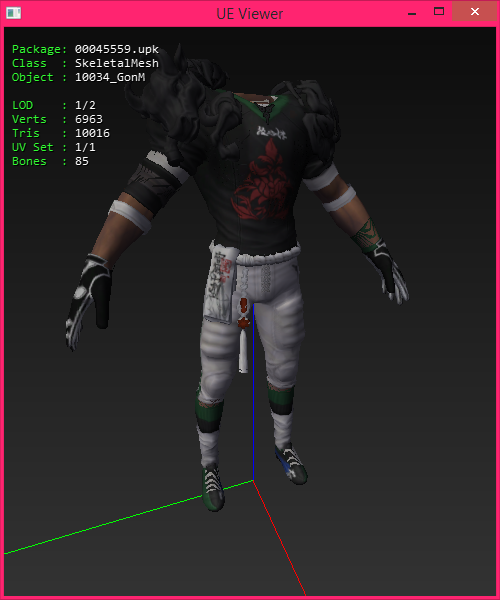 UE Viewer
Package: 00045559.upk
Class : SkeletalMesh
Object : 10034_GonM
LOD : 1/2
Verts : 6963
Tris : 10016
UV Set : 1/1
Bones : 85